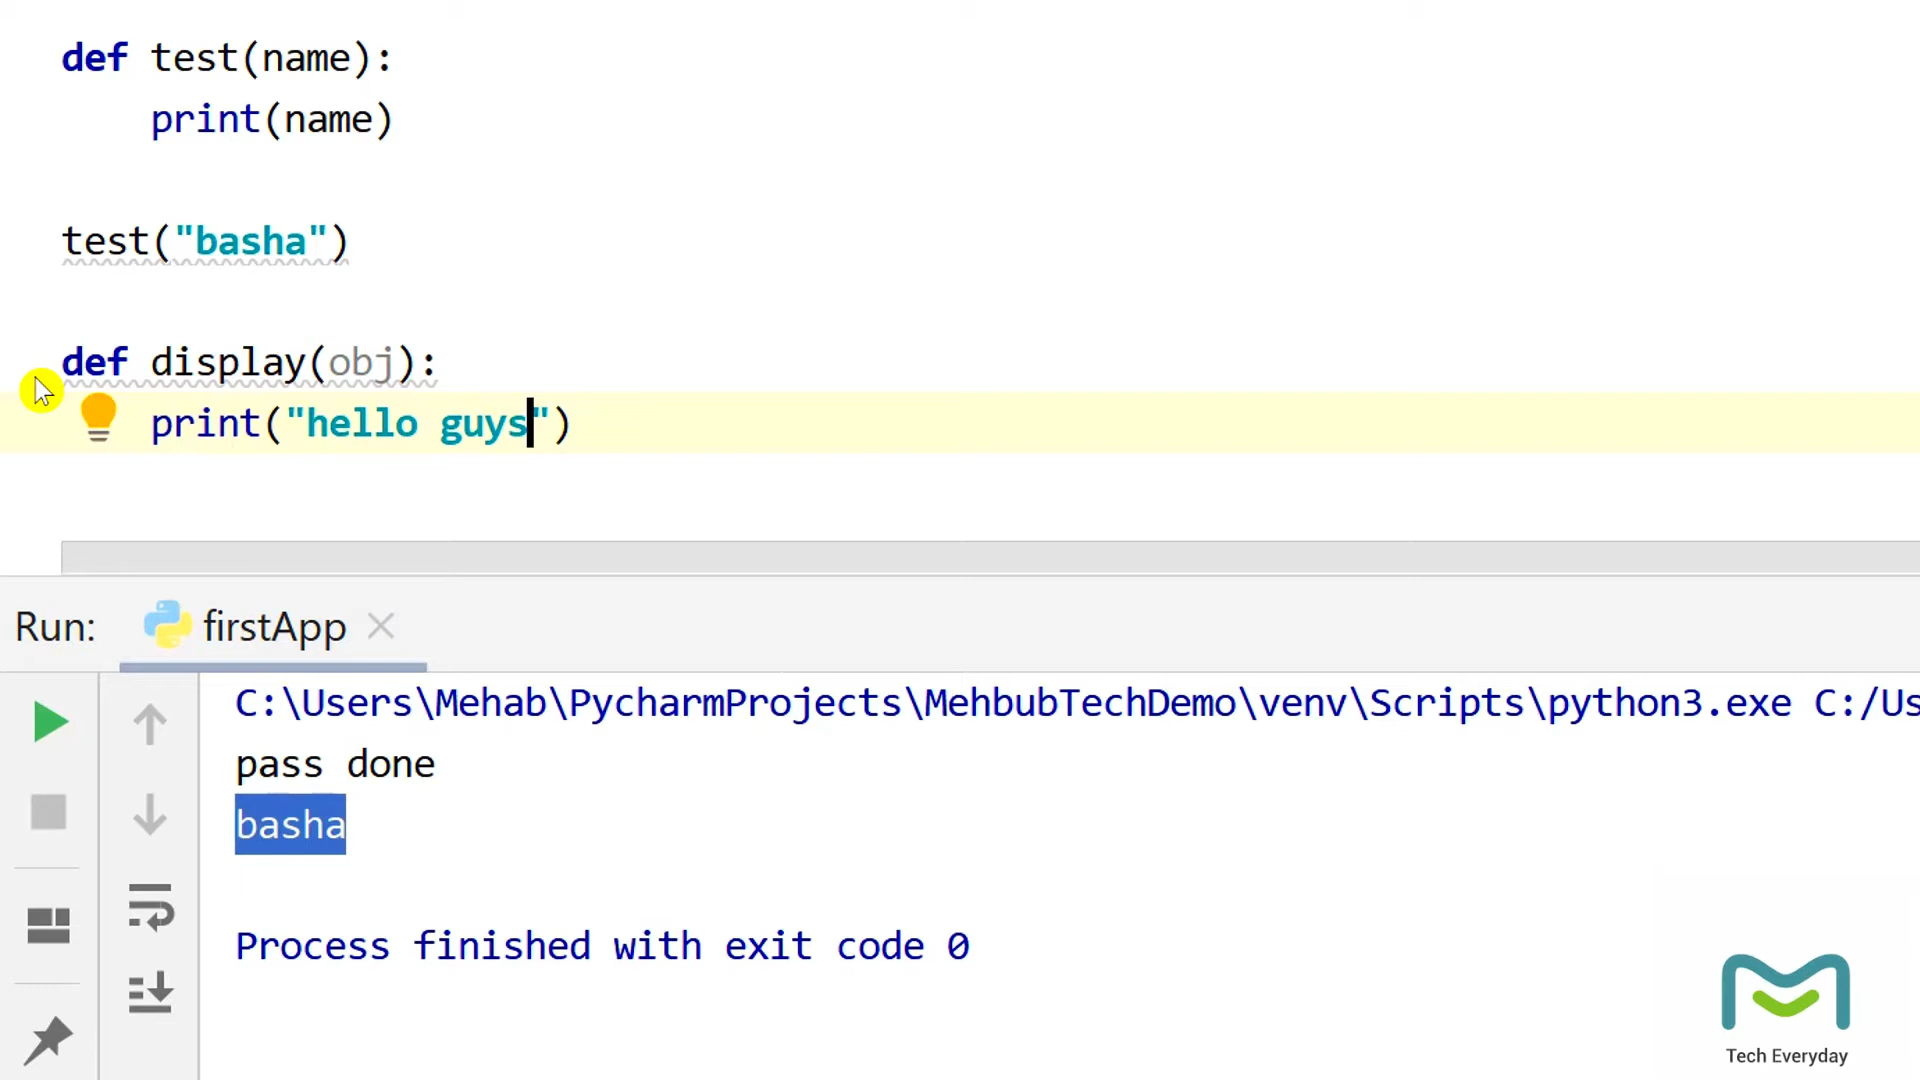 def test(name):
    print(name)
test("basha")
def display(obj):
    print("hello guys")
Run: firstApp
C:\Users\Mehab\PycharmProjects\MehbubTechDemo\venv\Scripts\python3.exe C:/Us
pass done
basha
Process finished with exit code 0
Tech Everyday